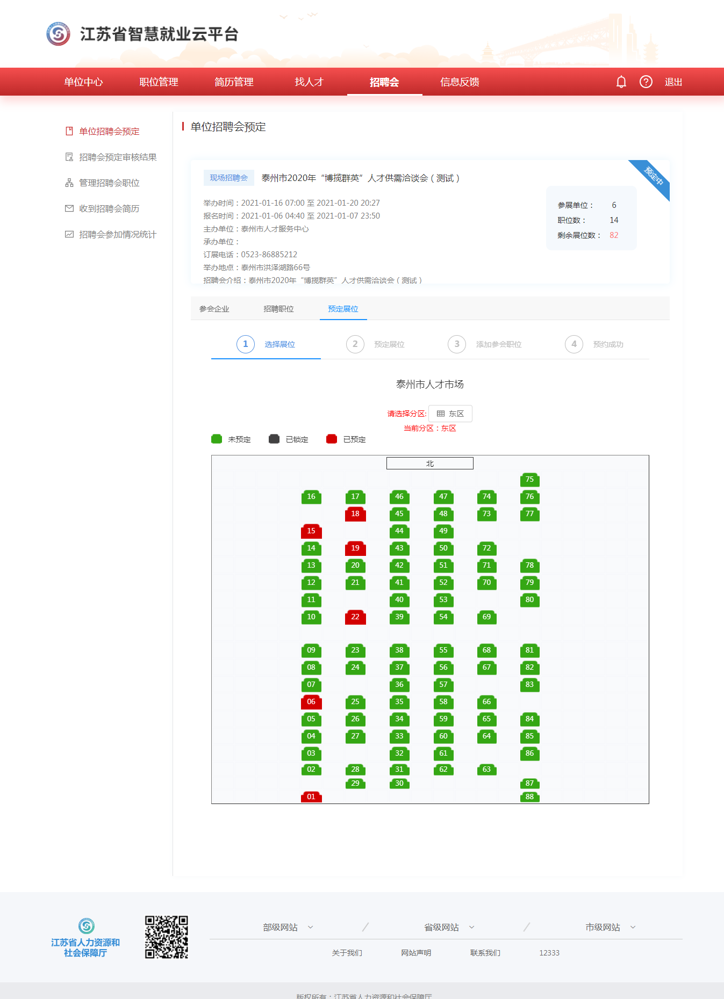 江苏省智慧就业云平台
单位中心 职位管理 简历管理 找人才 招聘会 信息反馈 退出
单位招聘会预定
招聘会预定审核结果
管理招聘会职位
收到招聘会简历
招聘会参加情况统计
单位招聘会预定
现场招聘会 泰州市2020年“博揽群英”人才供需洽谈会（测试）
预定中
举办时间：2021-01-16 07:00 至 2021-01-20 20:27
报名时间：2021-01-06 04:40 至 2021-01-07 23:50
主办单位：泰州市人才服务中心
承办单位：
订展电话：0523-86885212
举办地点：泰州市洪泽湖路66号
招聘会介绍：泰州市2020年“博揽群英”人才供需洽谈会（测试）
参展单位： 6
职位数： 14
剩余展位数： 82
参会企业 招聘职位 预定展位
1 选择展位 2 预定展位 3 添加参会职位 4 预约成功
泰州市人才市场
请选择分区: 东区
当前分区：东区
未预定 已锁定 已预定
北
75
16 17 46 47 74 76
18 45 48 73 77
15 44 49
14 19 43 50 72
13 20 42 51 71 78
12 21 41 52 70 79
11 40 53 80
10 22 39 54 69
09 23 38 55 68 81
08 24 37 56 67 82
07 36 57 83
06 25 35 58 66
05 26 34 59 65 84
04 27 33 60 64 85
03 32 61 86
02 28 31 62 63
29 30 87
01 88
江苏省人力资源和
社会保障厅
部级网站 省级网站 市级网站
关于我们 网站声明 联系我们 12333
版权所有：江苏省人力资源和社会保障厅